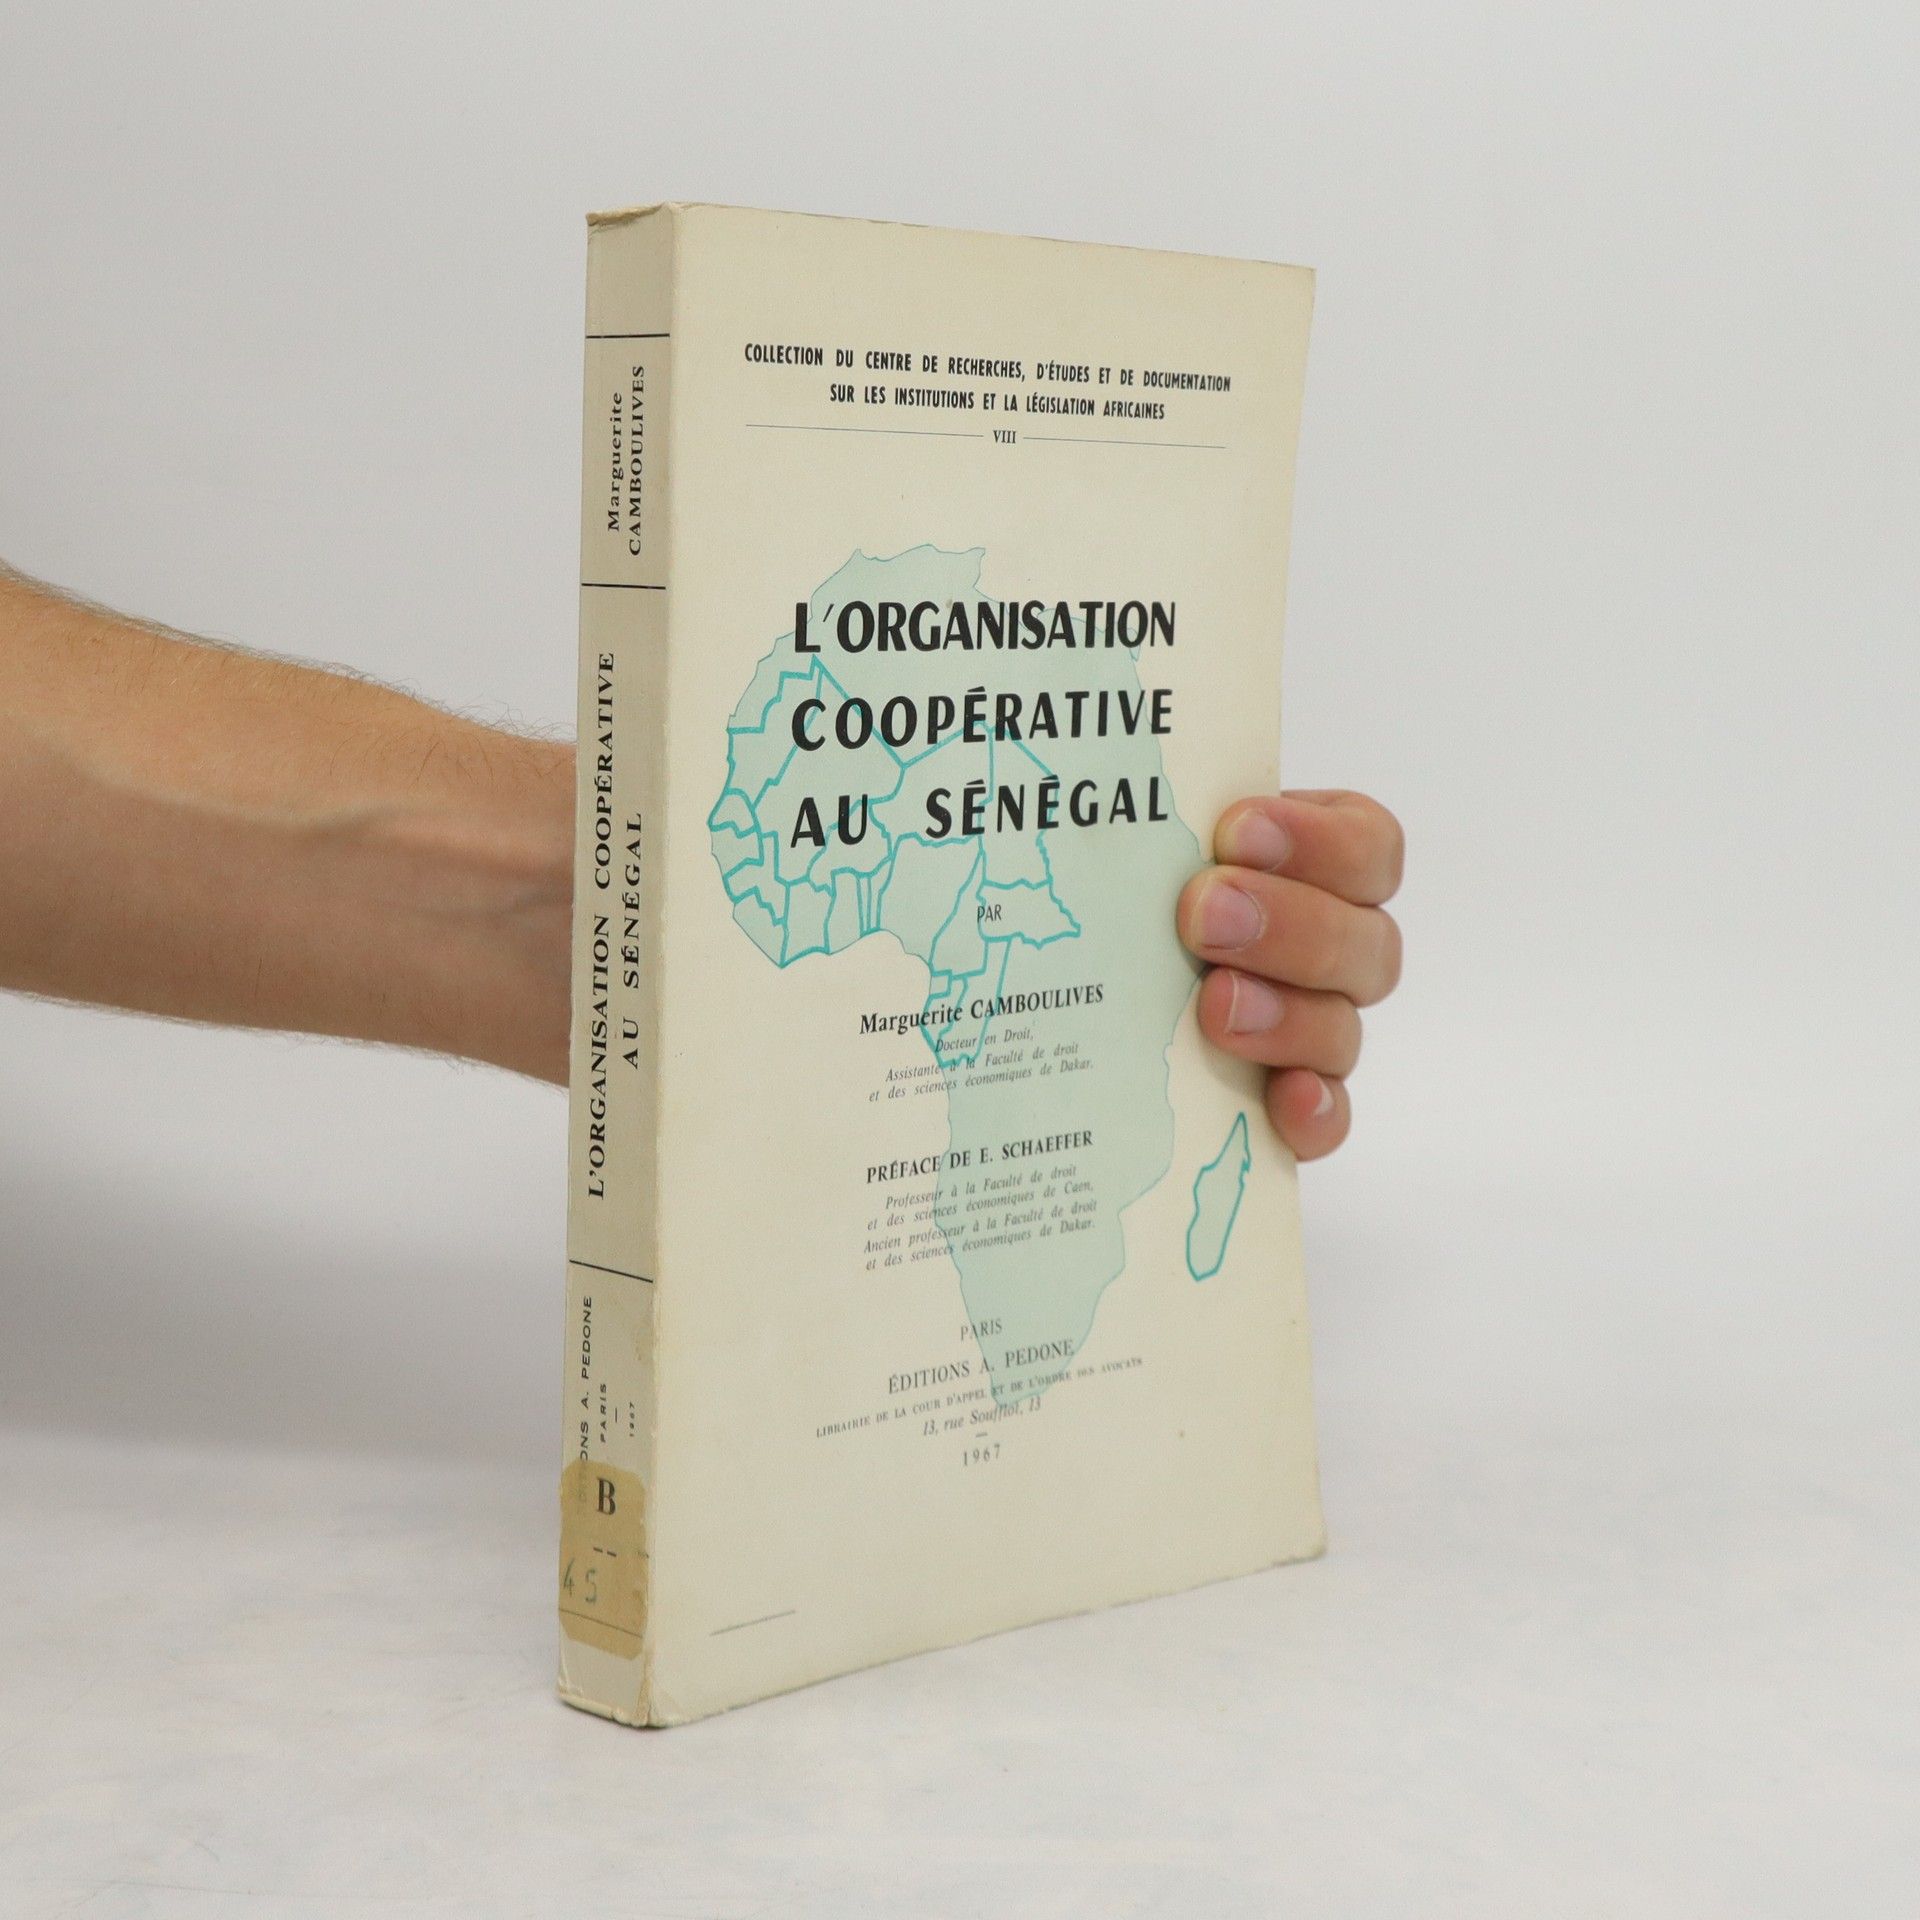 Marguerite
CAMBOULIVES
L'ORGANISATION COOPÉRATIVE
AU SÉNÉGAL
ÉDITIONS A. PEDONE
PARIS
—
1967
B
45
COLLECTION DU CENTRE DE RECHERCHES, D'ÉTUDES ET DE DOCUMENTATION
SUR LES INSTITUTIONS ET LA LÉGISLATION AFRICAINES
VIII
L'ORGANISATION
COOPÉRATIVE
AU SÉNÉGAL
PAR
Marguerite CAMBOULIVES
Docteur en Droit,
Assistante à la Faculté de droit
et des sciences économiques de Dakar.
PRÉFACE DE E. SCHAEFFER
Professeur à la Faculté de droit
et des sciences économiques de Caen,
Ancien professeur à la Faculté de droit
et des sciences économiques de Dakar.
PARIS
ÉDITIONS A. PEDONE
LIBRAIRIE DE LA COUR D'APPEL ET DE L'ORDRE DES AVOCATS
13, rue Soufflot, 13
—
1967